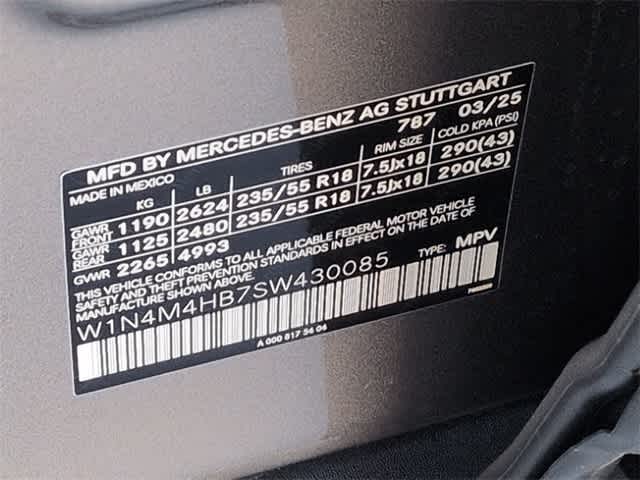 MFD BY MERCEDES-BENZ AG STUTTGART
MADE IN MEXICO 787 03/25
KG LB TIRES RIM SIZE COLD KPA (PSI)
GAWR FRONT 1190 2624 235/55 R18 7.5Jx18 290(43)
GAWR REAR 1125 2480 235/55 R18 7.5Jx18 290(43)
GVWR 2265 4993
THIS VEHICLE CONFORMS TO ALL APPLICABLE FEDERAL MOTOR VEHICLE
SAFETY AND THEFT PREVENTION STANDARDS IN EFFECT ON THE DATE OF
MANUFACTURE SHOWN ABOVE.
W1N4M4HB7SW430085 TYPE: MPV
A 000 817 34 04